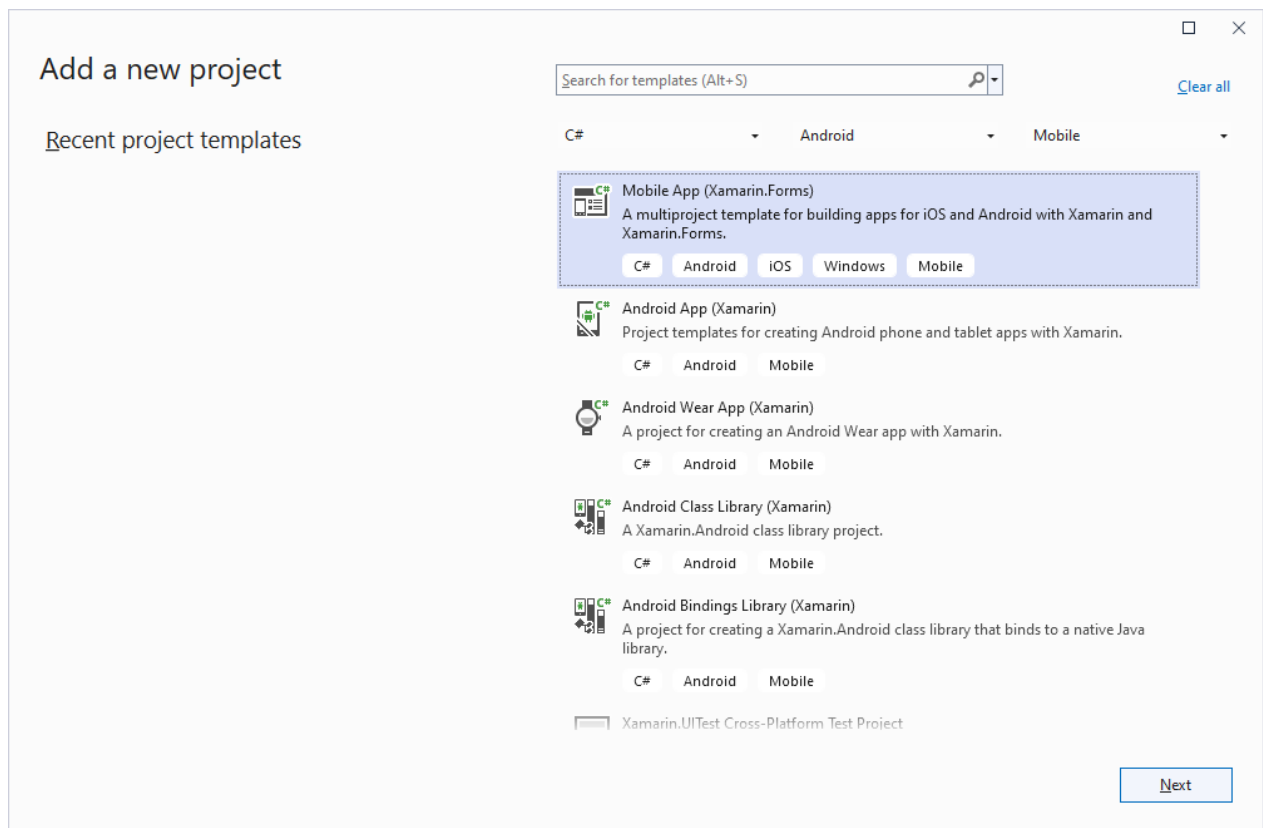 Add a new project
Search for templates (Alt+S)
Clear all
Recent project templates
C# Android Mobile
C#
Mobile App (Xamarin.Forms)
A multiproject template for building apps for iOS and Android with Xamarin and
Xamarin.Forms.
C# Android iOS Windows Mobile
C#
Android App (Xamarin)
Project templates for creating Android phone and tablet apps with Xamarin.
C# Android Mobile
C#
Android Wear App (Xamarin)
A project for creating an Android Wear app with Xamarin.
C# Android Mobile
C#
Android Class Library (Xamarin)
A Xamarin.Android class library project.
C# Android Mobile
C#
Android Bindings Library (Xamarin)
A project for creating a Xamarin.Android class library that binds to a native Java
library.
C# Android Mobile
Xamarin.UITest Cross-Platform Test Project
Next